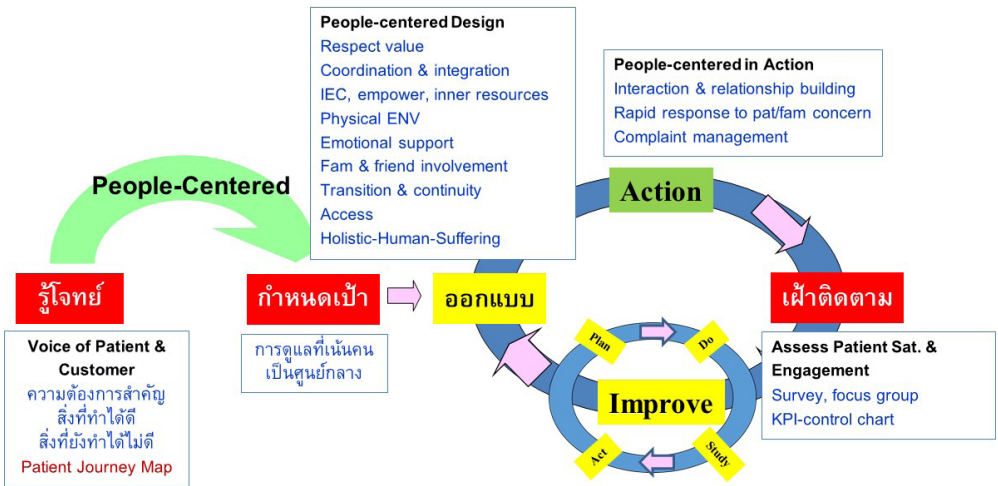 People-centered Design
Respect value
Coordination & integration
IEC, empower, inner resources
Physical ENV
Emotional support
Fam & friend involvement
Transition & continuity
Access
Holistic-Human-Suffering
People-centered in Action
Interaction & relationship building
Rapid response to pat/fam concern
Complaint management
People-Centered
Action
รู้โจทย์
กำหนดเป้า
ออกแบบ
เฝ้าติดตาม
Voice of Patient &
Customer
ความต้องการสำคัญ
สิ่งที่ทำได้ดี
สิ่งที่ยังทำได้ไม่ดี
Patient Journey Map
การดูแลที่เน้นคน
เป็นศูนย์กลาง
Plan
Do
Improve
Act
Study
Assess Patient Sat. &
Engagement
Survey, focus group
KPI-control chart